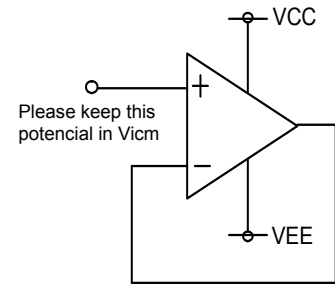 VCC
+
Please keep this
potencial in Vicm
−
VEE